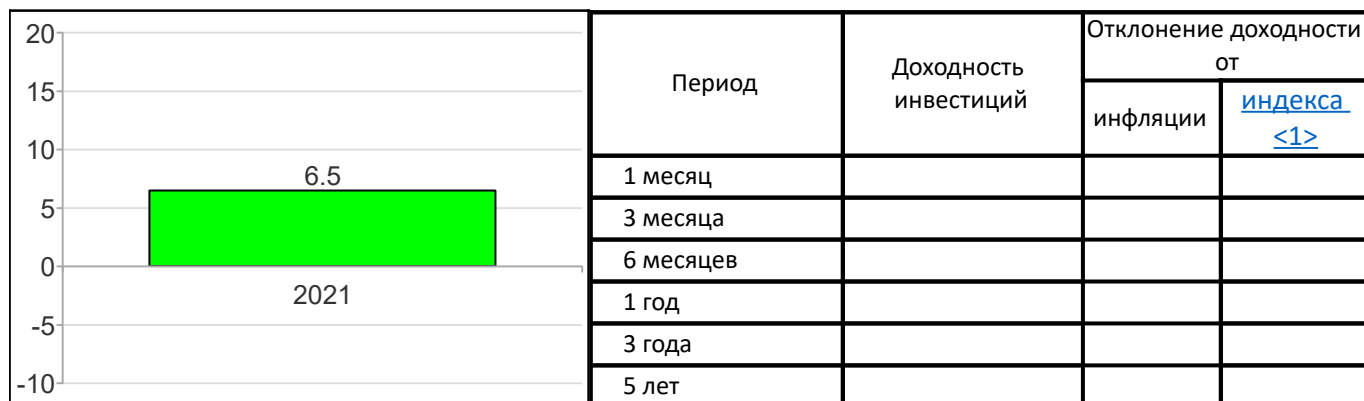 20
15
10
5
0
-5
-10
6.5
2021
Период
Доходность
инвестиций
Отклонение доходности
от
инфляции
индекса
<1>
1 месяц
3 месяца
6 месяцев
1 год
3 года
5 лет